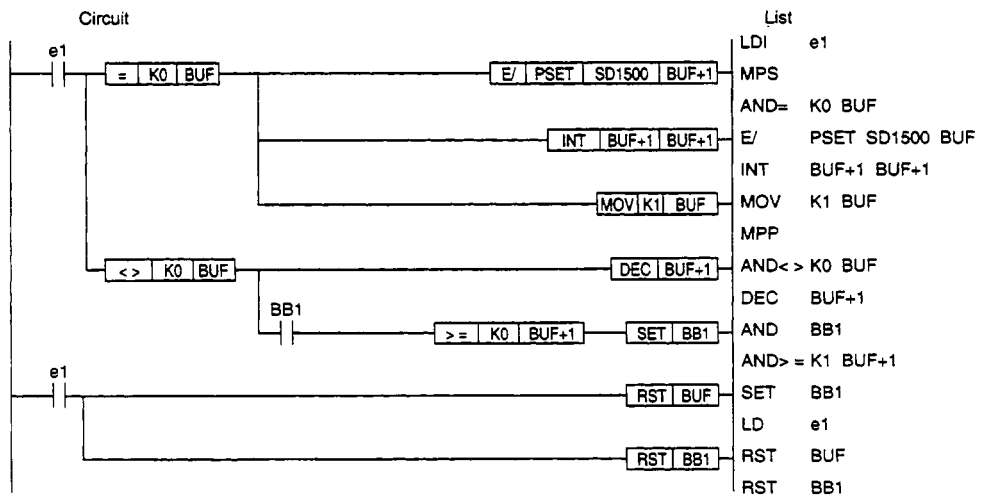 Circuit List
e1 LDI e1
= K0 BUF E/ PSET SD1500 BUF+1 MPS
AND= K0 BUF
INT BUF+1 BUF+1 E/ PSET SD1500 BUF
INT BUF+1 BUF+1
MOV K1 BUF MOV K1 BUF
MPP
<> K0 BUF DEC BUF+1 AND<> K0 BUF
DEC BUF+1
BB1 >= K0 BUF+1 SET BB1 AND BB1
AND>= K1 BUF+1
e1 RST BUF SET BB1
LD e1
RST BB1 RST BUF
RST BB1